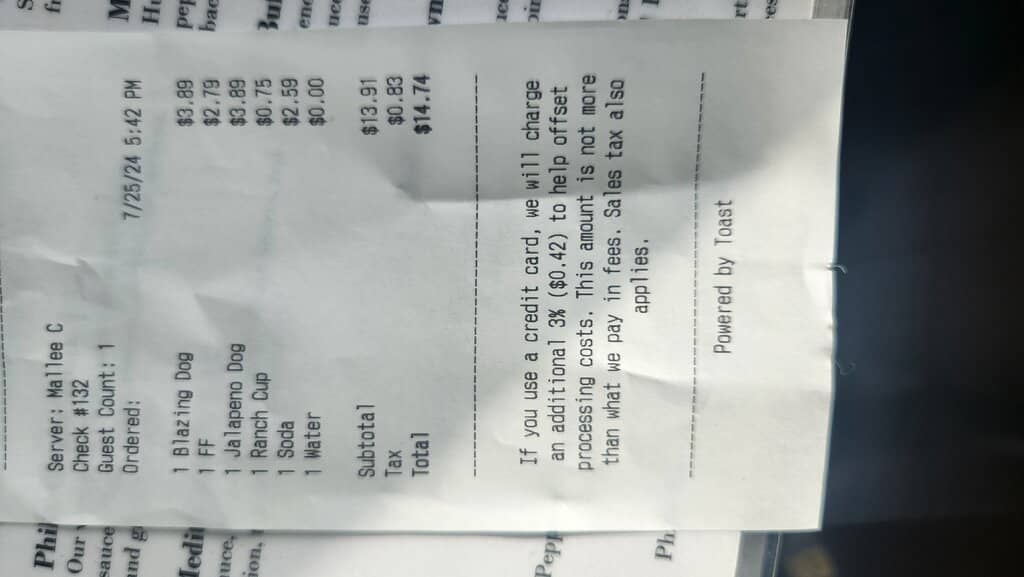 Server: Mallee C
Check #132
Guest Count: 1
Ordered: 7/25/24 5:42 PM
1 Blazing Dog $3.89
1 FF $2.79
1 Jalapeno Dog $3.89
1 Ranch Cup $0.75
1 Soda $2.59
1 Water $0.00
Subtotal $13.91
Tax $0.83
Total $14.74
If you use a credit card, we will charge
an additional 3% ($0.42) to help offset
processing costs. This amount is not more
than what we pay in fees. Sales tax also
applies.
Powered by Toast
Our
sauce